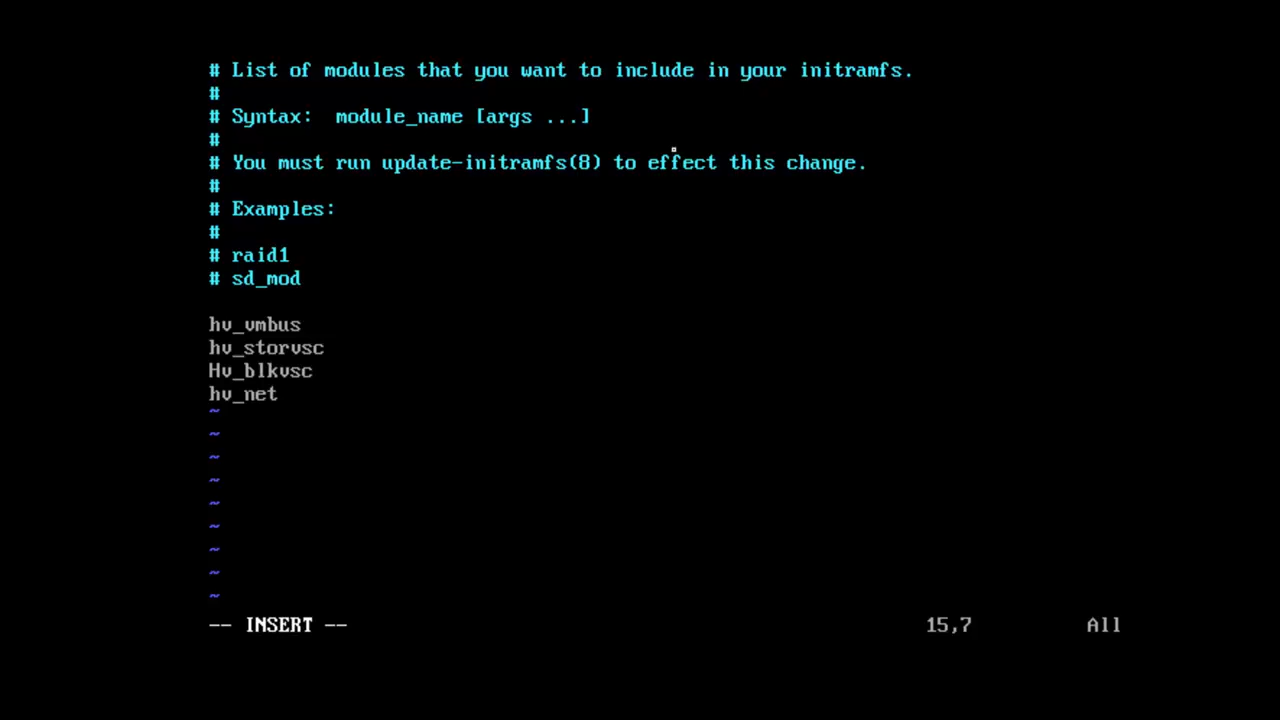 # List of modules that you want to include in your initramfs.
#
# Syntax:  module_name [args ...]
#
# You must run update-initramfs(8) to effect this change.
#
# Examples:
#
# raid1
# sd_mod
hv_vmbus
hv_storvsc
Hv_blkvsc
hv_net
~
~
~
~
~
~
~
~
~
-- INSERT -- 15,7 All